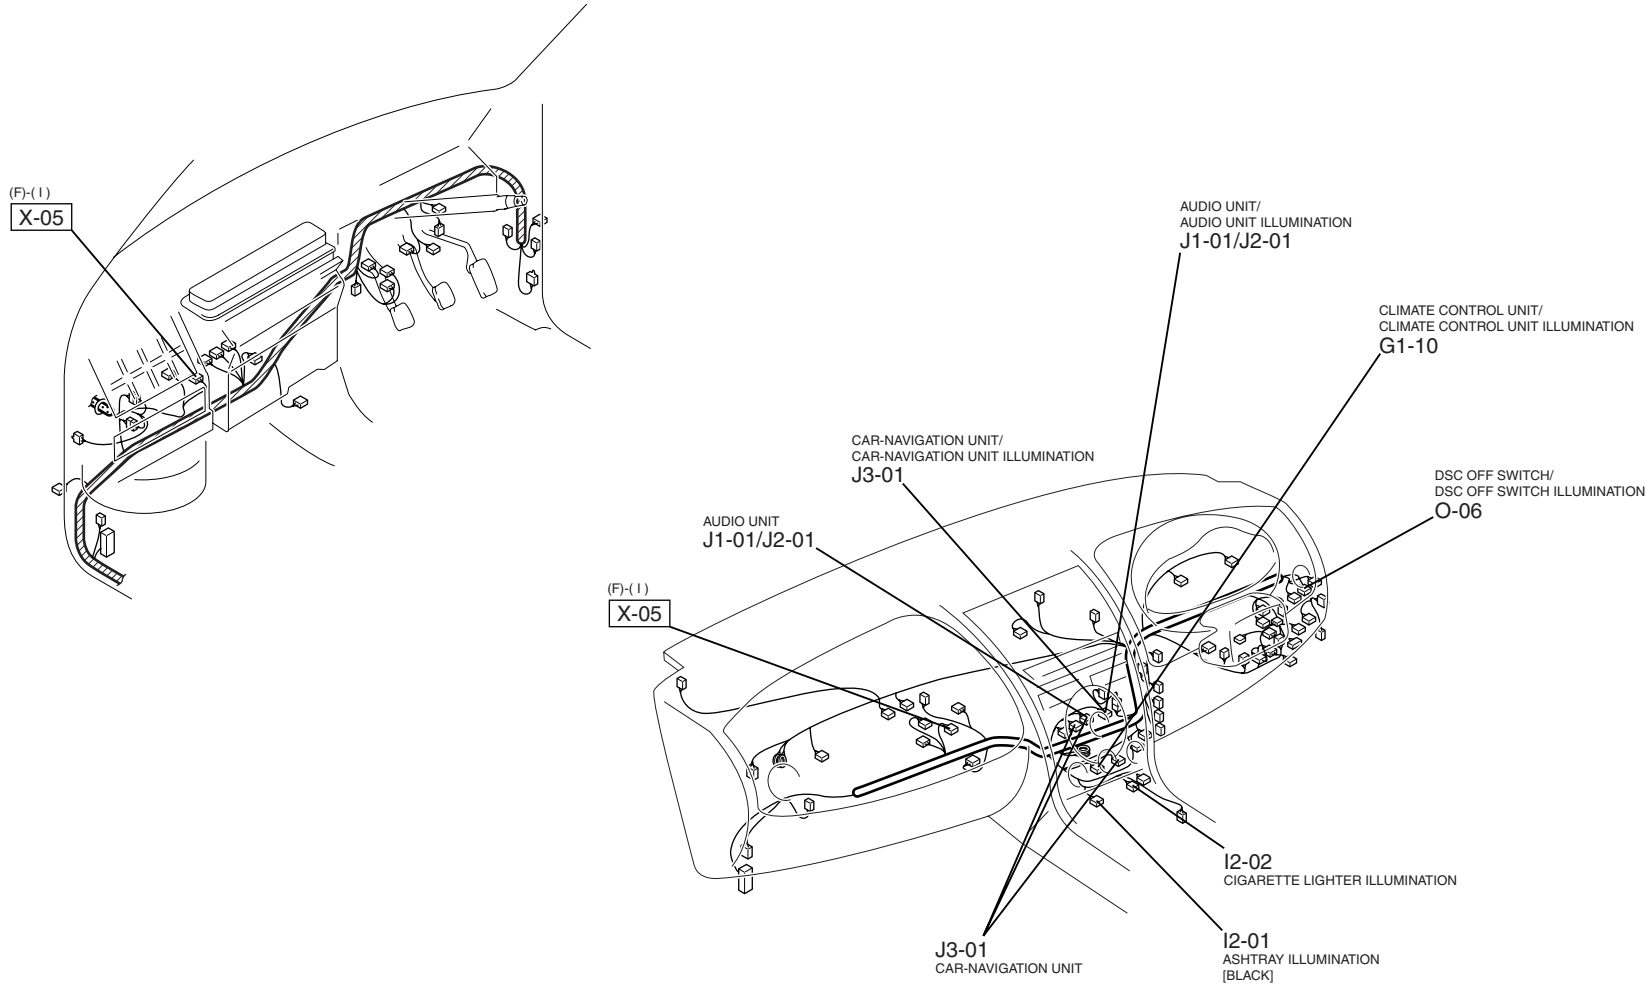 (F)-( I )
X-05
AUDIO UNIT/
AUDIO UNIT ILLUMINATION
J1-01/J2-01
CLIMATE CONTROL UNIT/
CLIMATE CONTROL UNIT ILLUMINATION
G1-10
CAR-NAVIGATION UNIT/
CAR-NAVIGATION UNIT ILLUMINATION
J3-01
DSC OFF SWITCH/
DSC OFF SWITCH ILLUMINATION
O-06
AUDIO UNIT
J1-01/J2-01
(F)-( I )
X-05
I2-02
CIGARETTE LIGHTER ILLUMINATION
J3-01
CAR-NAVIGATION UNIT
I2-01
ASHTRAY ILLUMINATION
[BLACK]